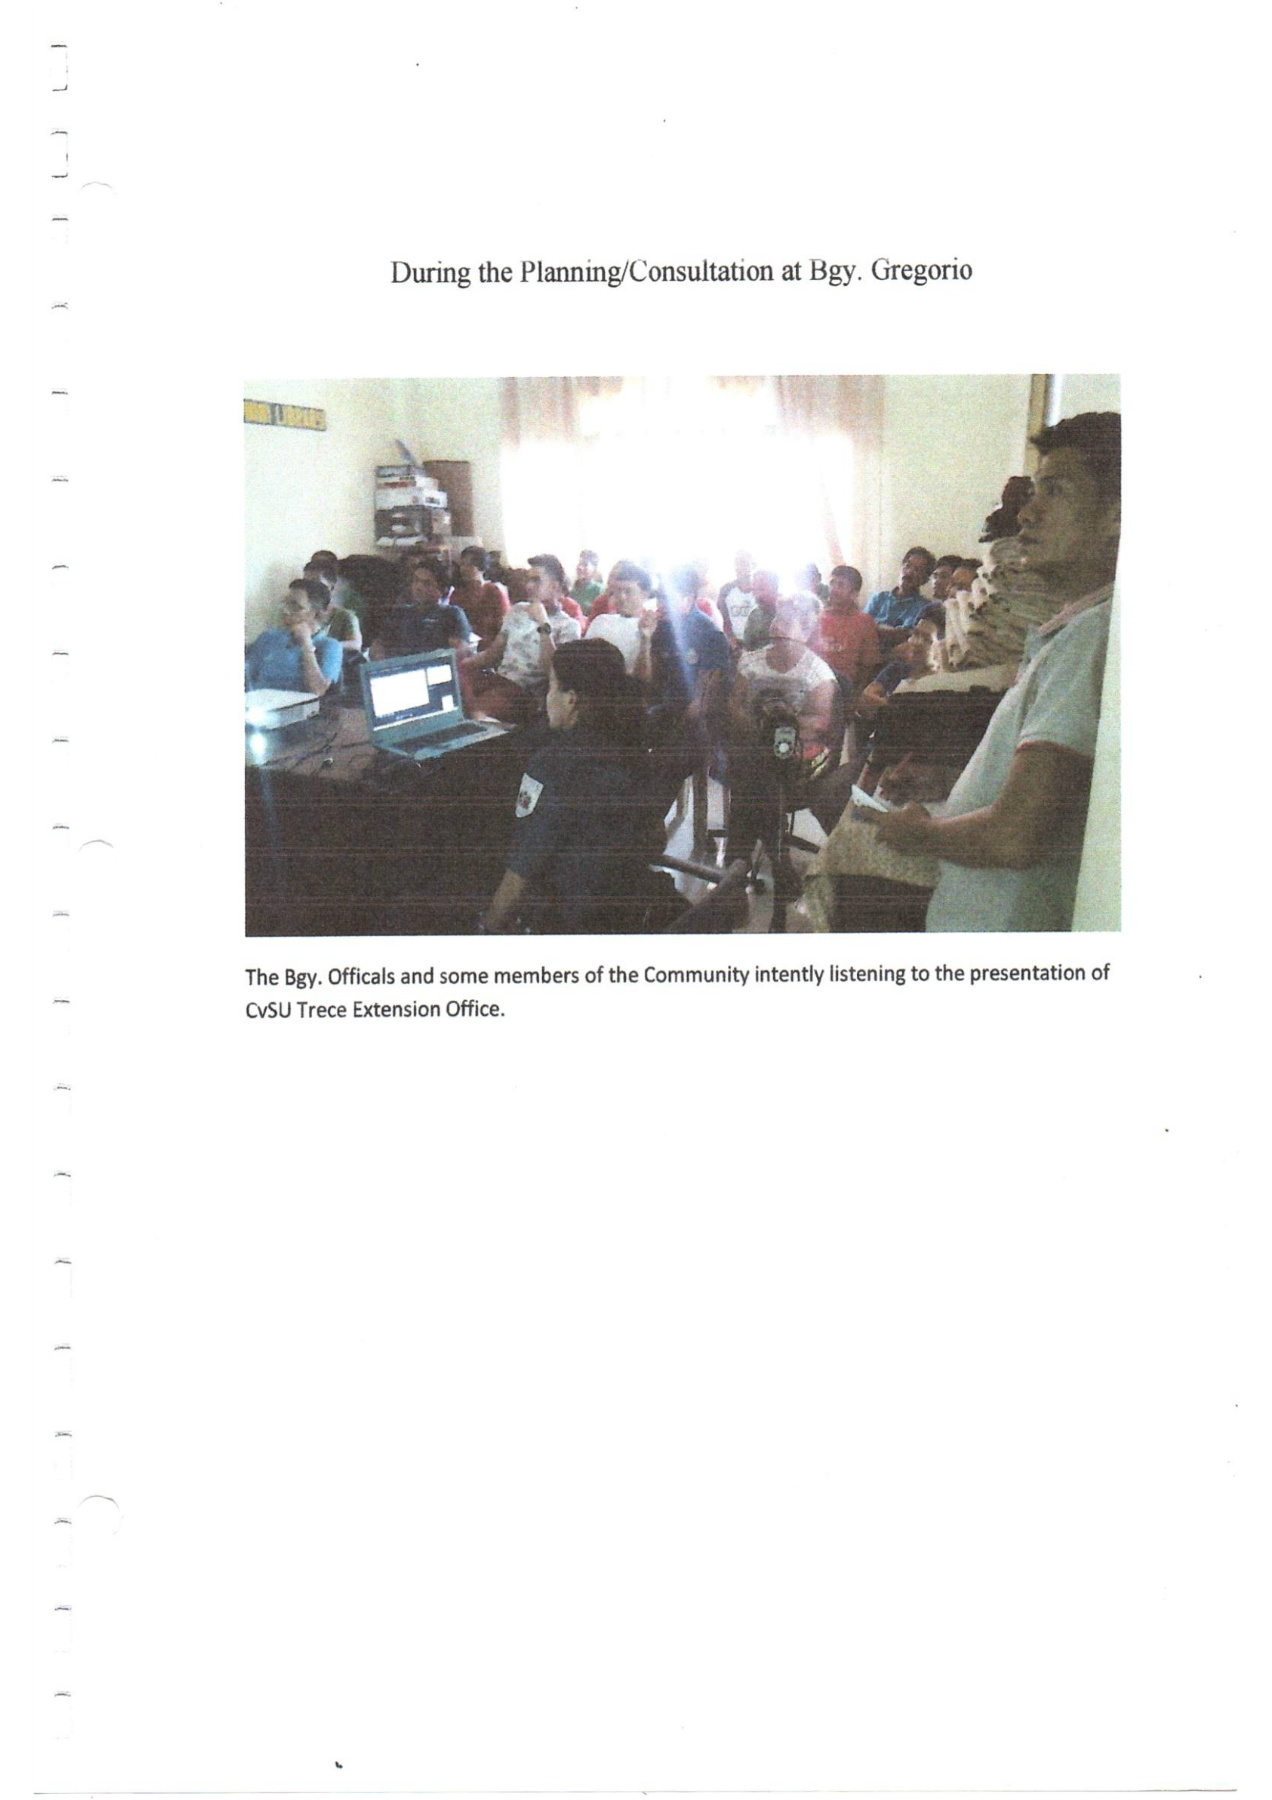 During the Planning/Consultation at Bgy. Gregorio
The Bgy. Officals and some members of the Community intently listening to the presentation of
CvSU Trece Extension Office.